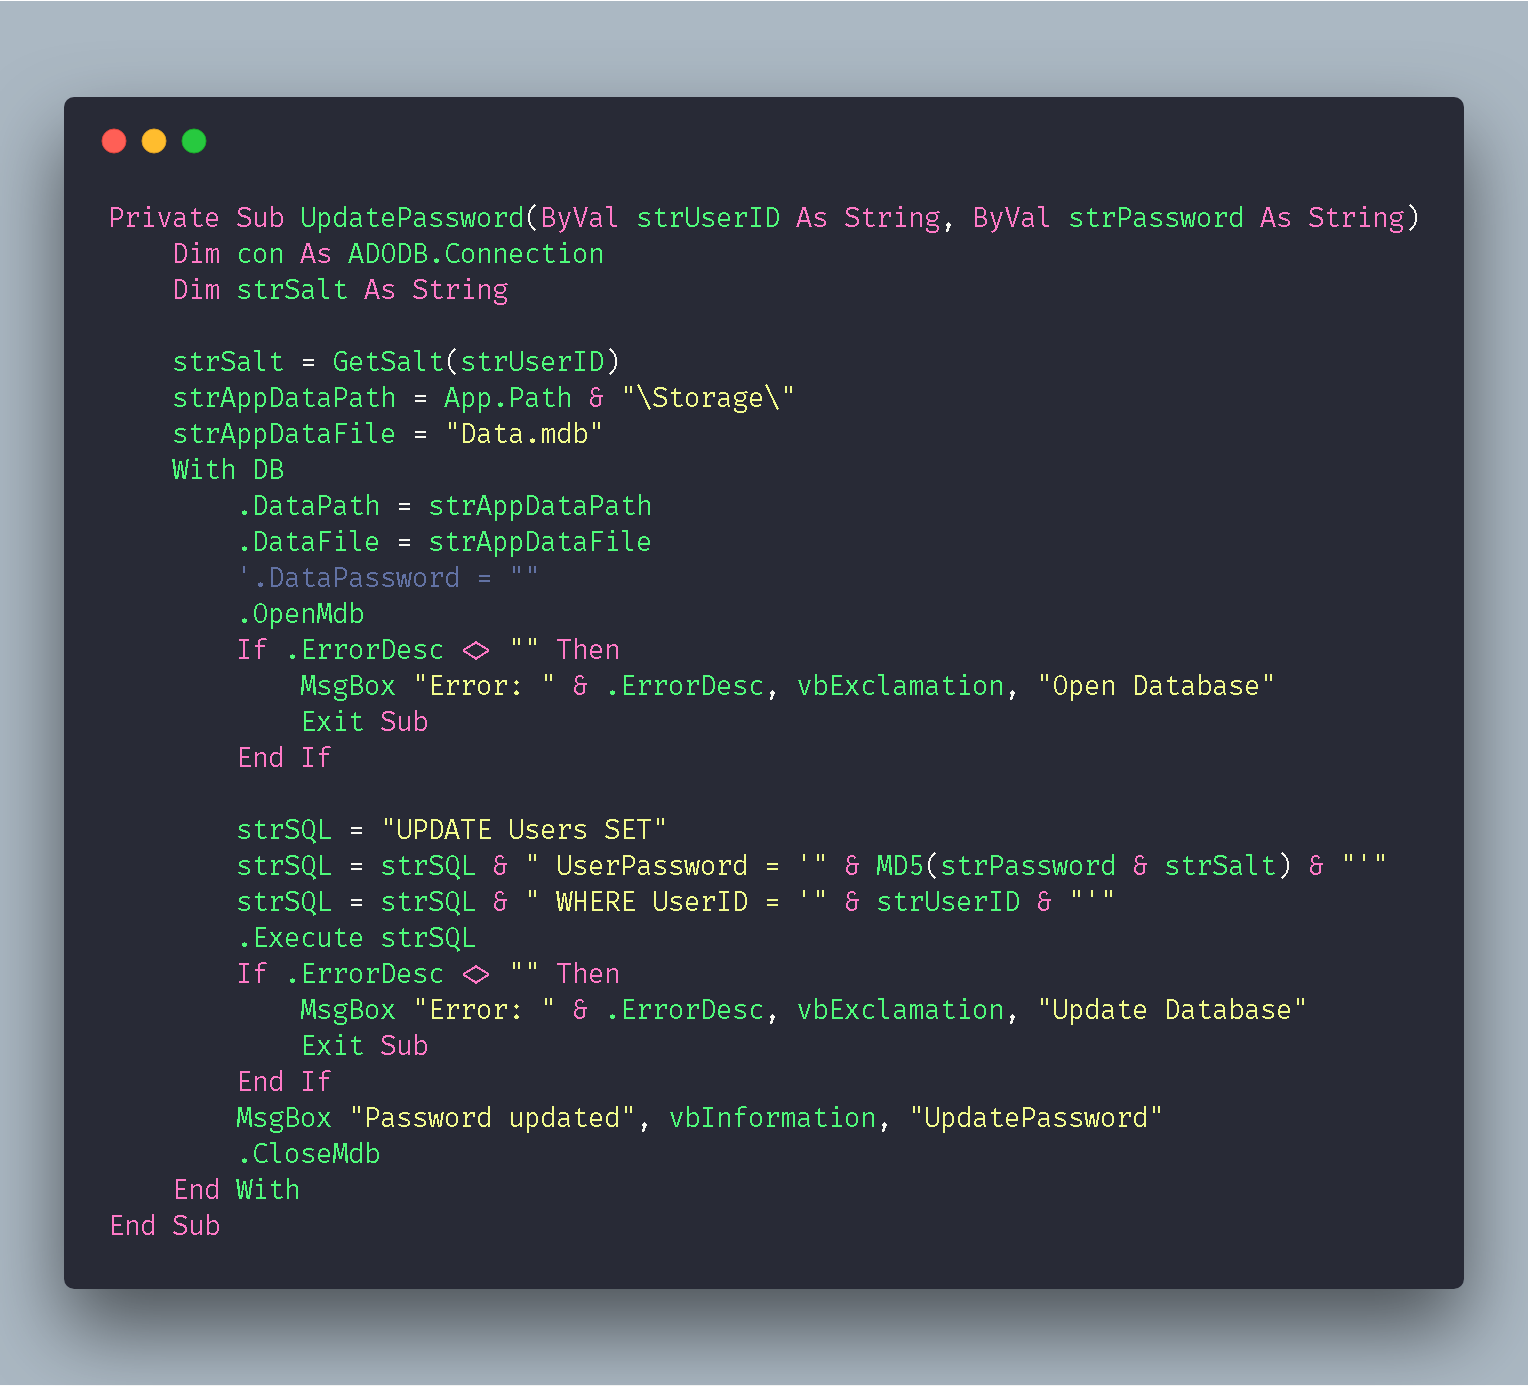 Private Sub UpdatePassword(ByVal strUserID As String, ByVal strPassword As String)
    Dim con As ADODB.Connection
    Dim strSalt As String

    strSalt = GetSalt(strUserID)
    strAppDataPath = App.Path & "\Storage\"
    strAppDataFile = "Data.mdb"
    With DB
        .DataPath = strAppDataPath
        .DataFile = strAppDataFile
        '.DataPassword = ""
        .OpenMdb
        If .ErrorDesc <> "" Then
            MsgBox "Error: " & .ErrorDesc, vbExclamation, "Open Database"
            Exit Sub
        End If

        strSQL = "UPDATE Users SET"
        strSQL = strSQL & " UserPassword = '" & MD5(strPassword & strSalt) & "'"
        strSQL = strSQL & " WHERE UserID = '" & strUserID & "'"
        .Execute strSQL
        If .ErrorDesc <> "" Then
            MsgBox "Error: " & .ErrorDesc, vbExclamation, "Update Database"
            Exit Sub
        End If
        MsgBox "Password updated", vbInformation, "UpdatePassword"
        .CloseMdb
    End With
End Sub